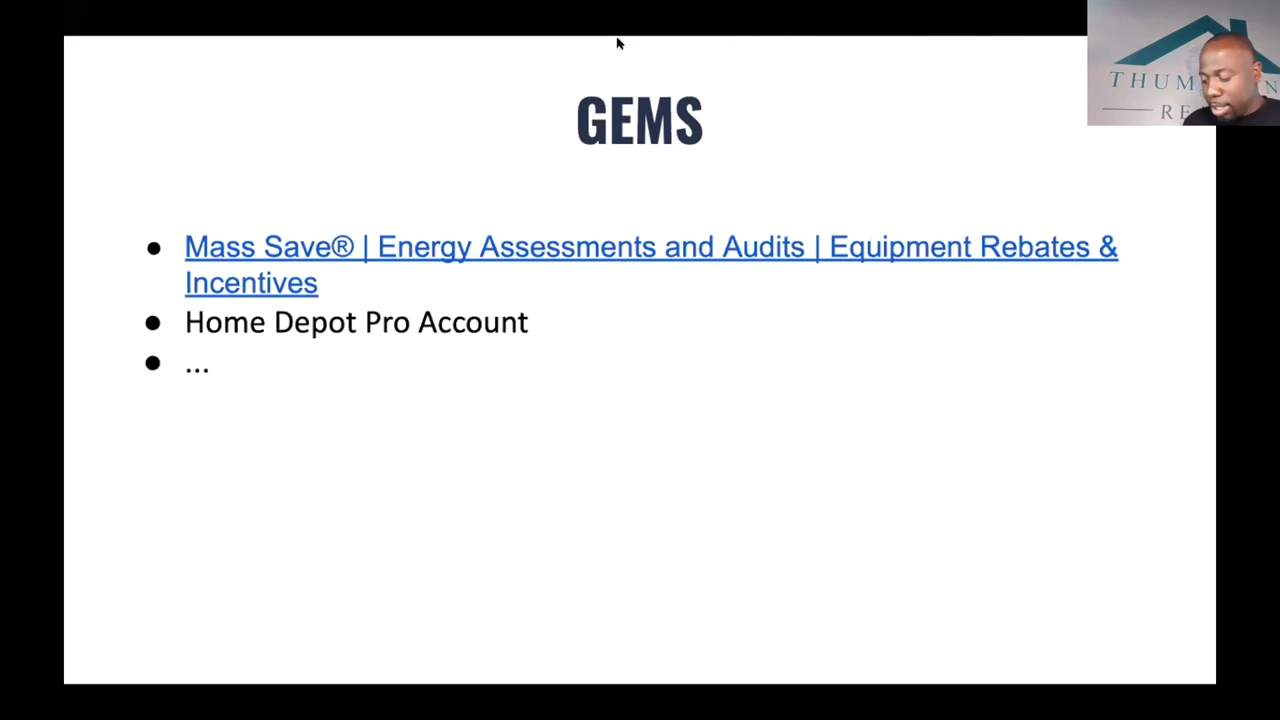 GEMS
Mass Save® | Energy Assessments and Audits | Equipment Rebates &
Incentives
Home Depot Pro Account
...